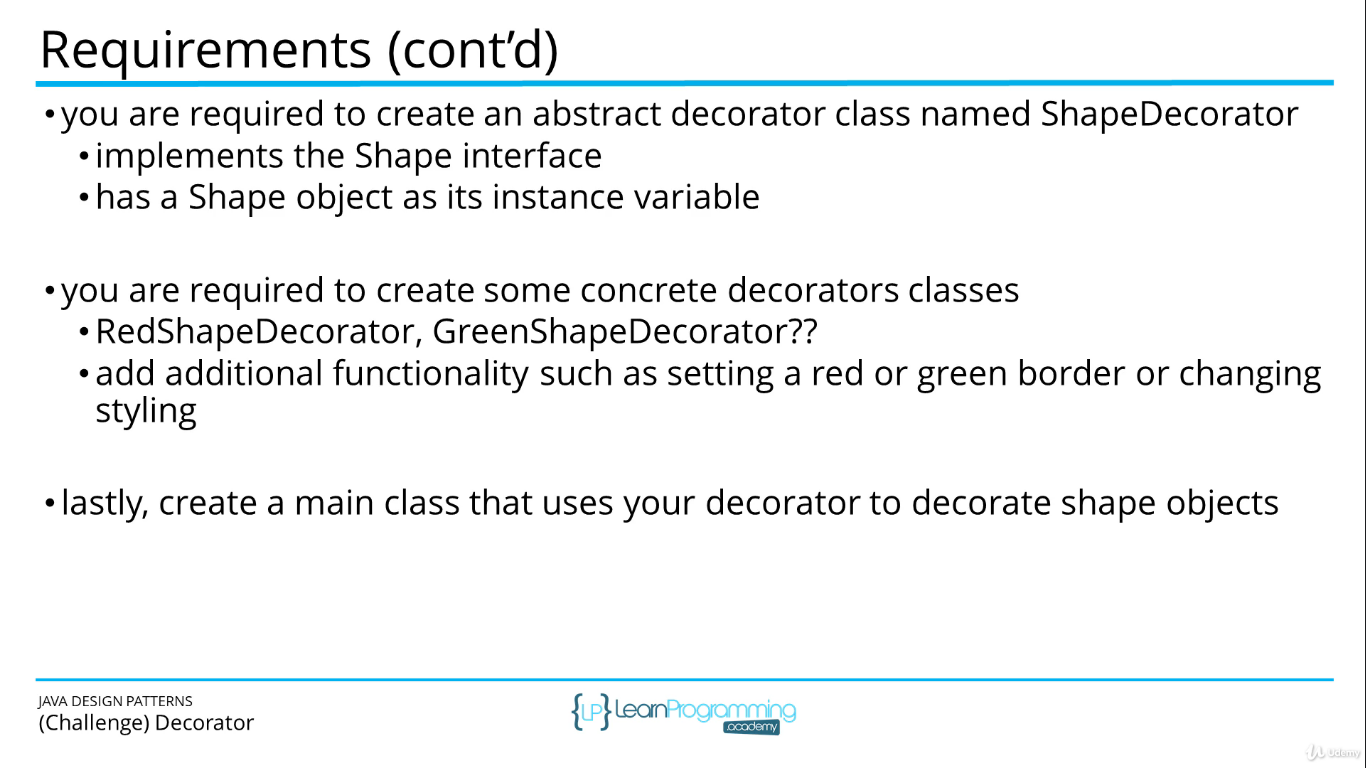 Requirements (cont’d)
• you are required to create an abstract decorator class named ShapeDecorator
• implements the Shape interface
• has a Shape object as its instance variable
• you are required to create some concrete decorators classes
• RedShapeDecorator, GreenShapeDecorator??
• add additional functionality such as setting a red or green border or changing
styling
• lastly, create a main class that uses your decorator to decorate shape objects
JAVA DESIGN PATTERNS
(Challenge) Decorator
{LP} LearnProgramming
.academy
Udemy